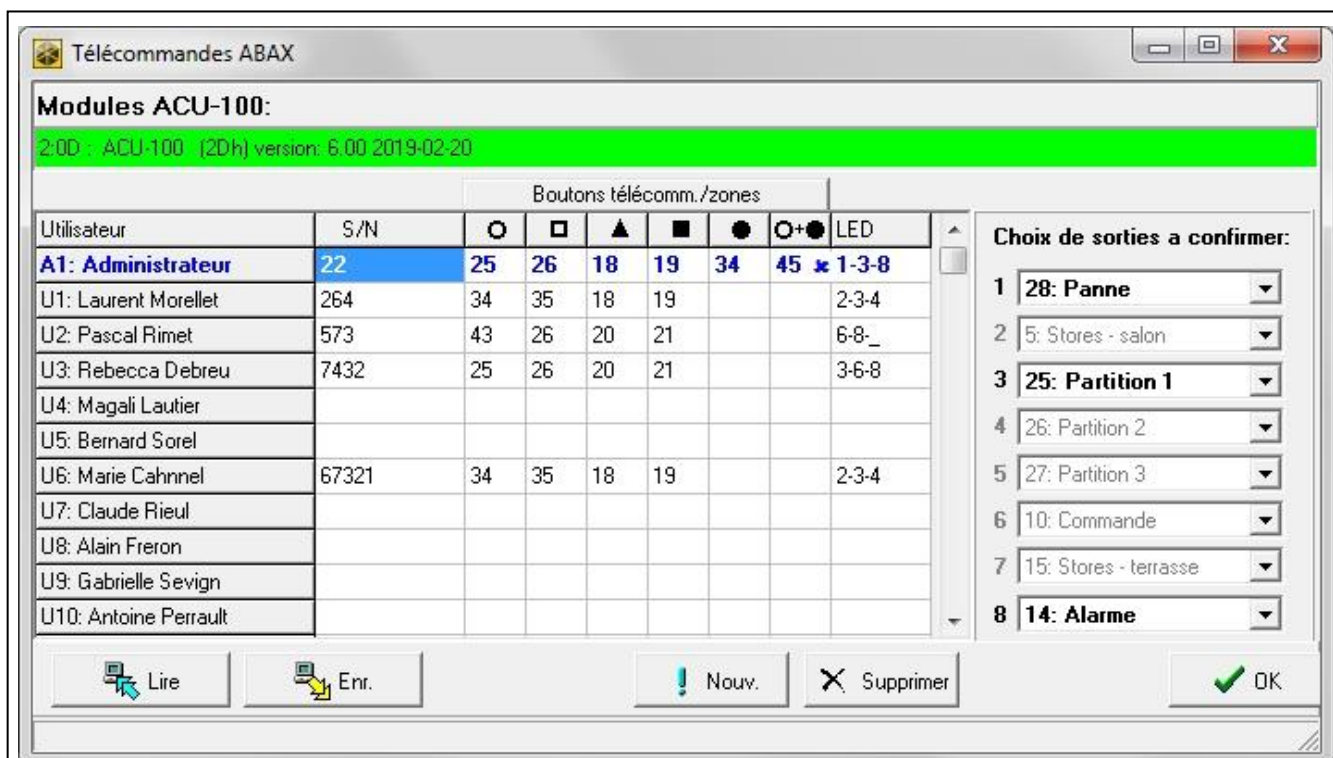 Télécommandes ABAX
Modules ACU-100:
2:0D : ACU-100 (2Dh) version: 6.00 2019-02-20
Boutons télécomm./zones
Utilisateur S/N O+● LED
A1: Administrateur 22 25 26 18 19 34 45 × 1-3-8
U1: Laurent Morellet 264 34 35 18 19 2-3-4
U2: Pascal Rimet 573 43 26 20 21 6-8-_
U3: Rebecca Debreu 7432 25 26 20 21 3-6-8
U4: Magali Lautier
U5: Bernard Sorel
U6: Marie Cahnnel 67321 34 35 18 19 2-3-4
U7: Claude Rieul
U8: Alain Freron
U9: Gabrielle Sevign
U10: Antoine Perrault
Choix de sorties a confirmer:
1 28: Panne
2 5: Stores - salon
3 25: Partition 1
4 26: Partition 2
5 27: Partition 3
6 10: Commande
7 15: Stores - terrasse
8 14: Alarme
Lire Enr. Nouv. Supprimer OK